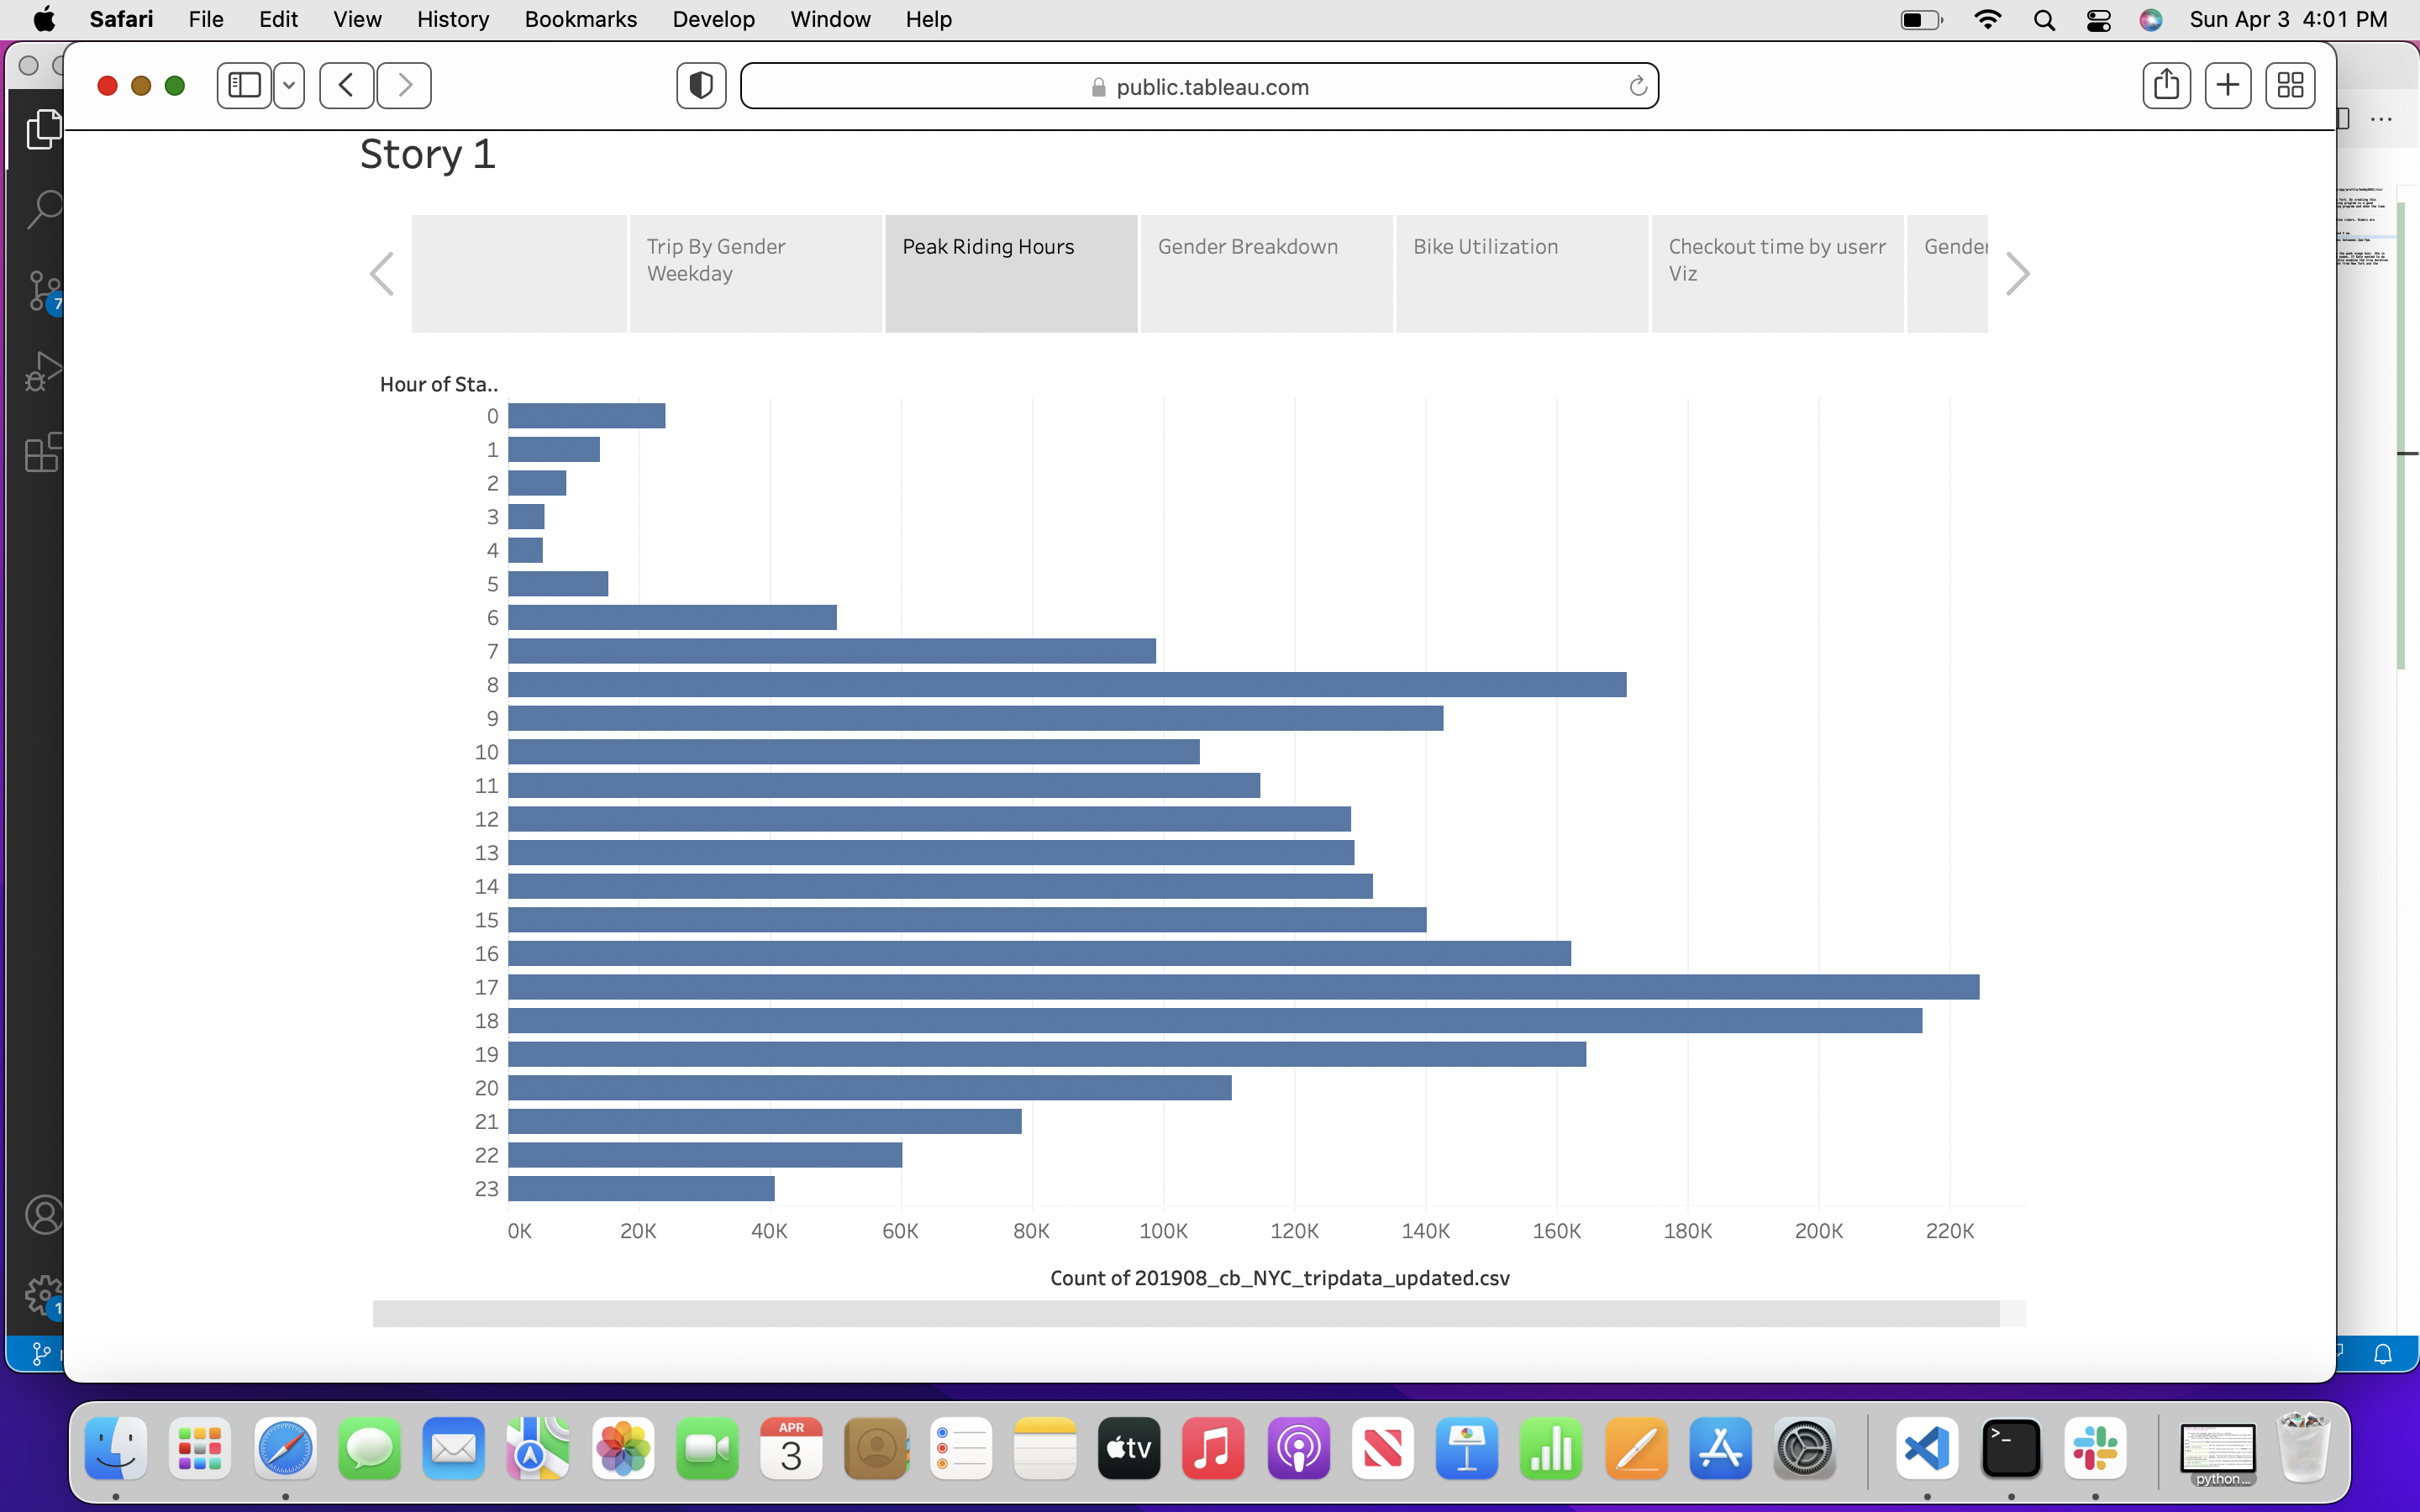 Safari File Edit View History Bookmarks Develop Window Help Sun Apr 3 4:01 PM
public.tableau.com
Story 1
Trip By Gender Weekday
Peak Riding Hours
Gender Breakdown
Bike Utilization
Checkout time by userr Viz
Gender
Hour of Sta..
0
1
2
3
4
5
6
7
8
9
10
11
12
13
14
15
16
17
18
19
20
21
22
23
0K 20K 40K 60K 80K 100K 120K 140K 160K 180K 200K 220K
Count of 201908_cb_NYC_tripdata_updated.csv
7
1
APR
3
tv
>_
python...